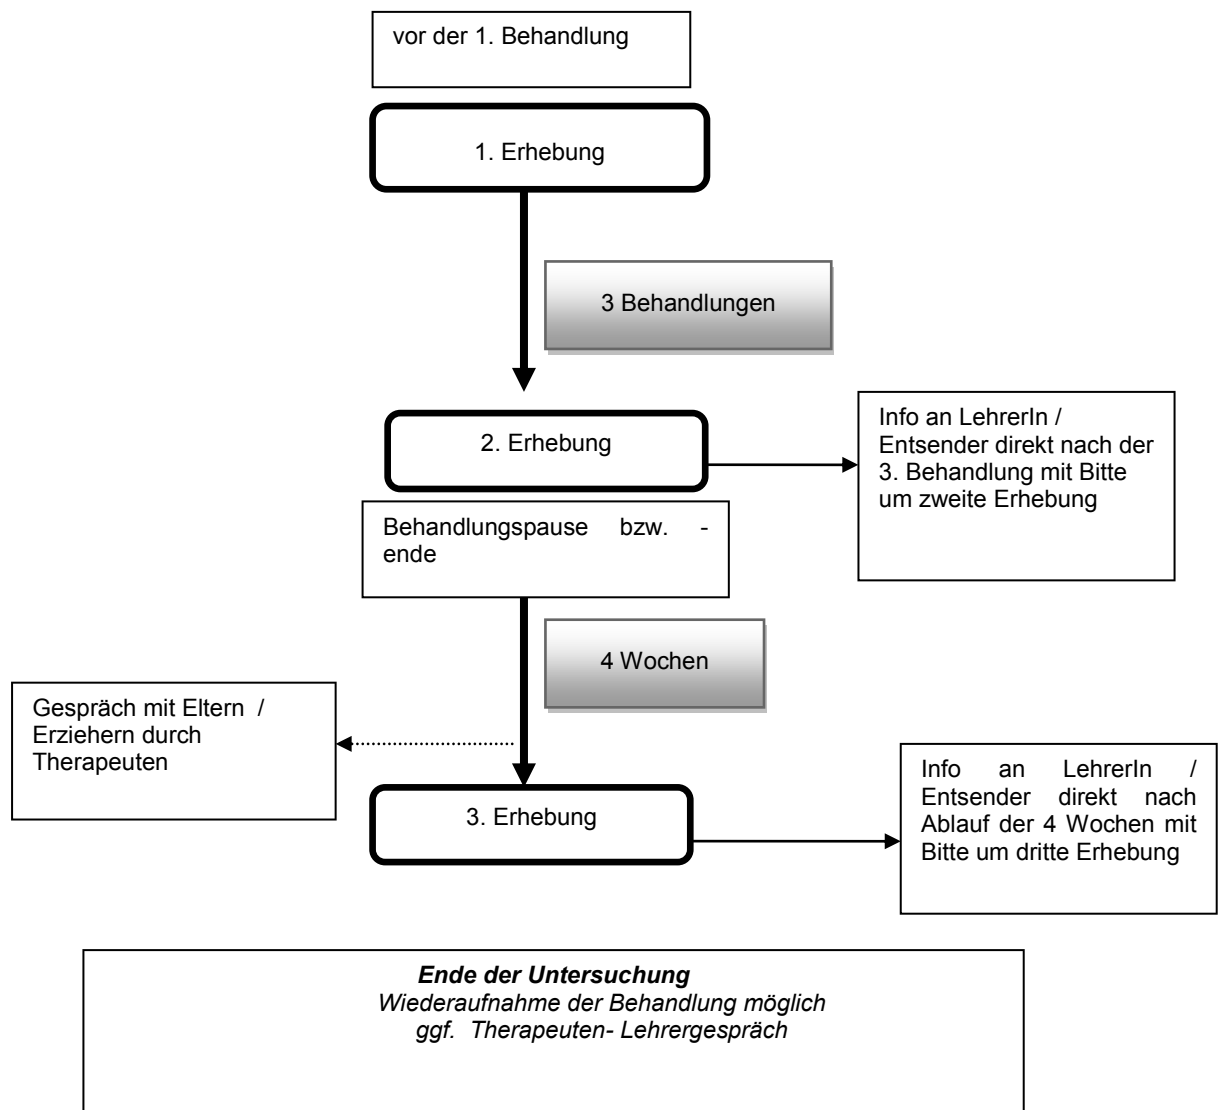 vor der 1. Behandlung
1. Erhebung
3 Behandlungen
2. Erhebung
Info an LehrerIn /
Entsender direkt nach der
3. Behandlung mit Bitte
um zweite Erhebung
Behandlungspause bzw. -
ende
4 Wochen
Gespräch mit Eltern /
Erziehern durch
Therapeuten
3. Erhebung
Info an LehrerIn /
Entsender direkt nach
Ablauf der 4 Wochen mit
Bitte um dritte Erhebung
Ende der Untersuchung
Wiederaufnahme der Behandlung möglich
ggf. Therapeuten- Lehrergespräch